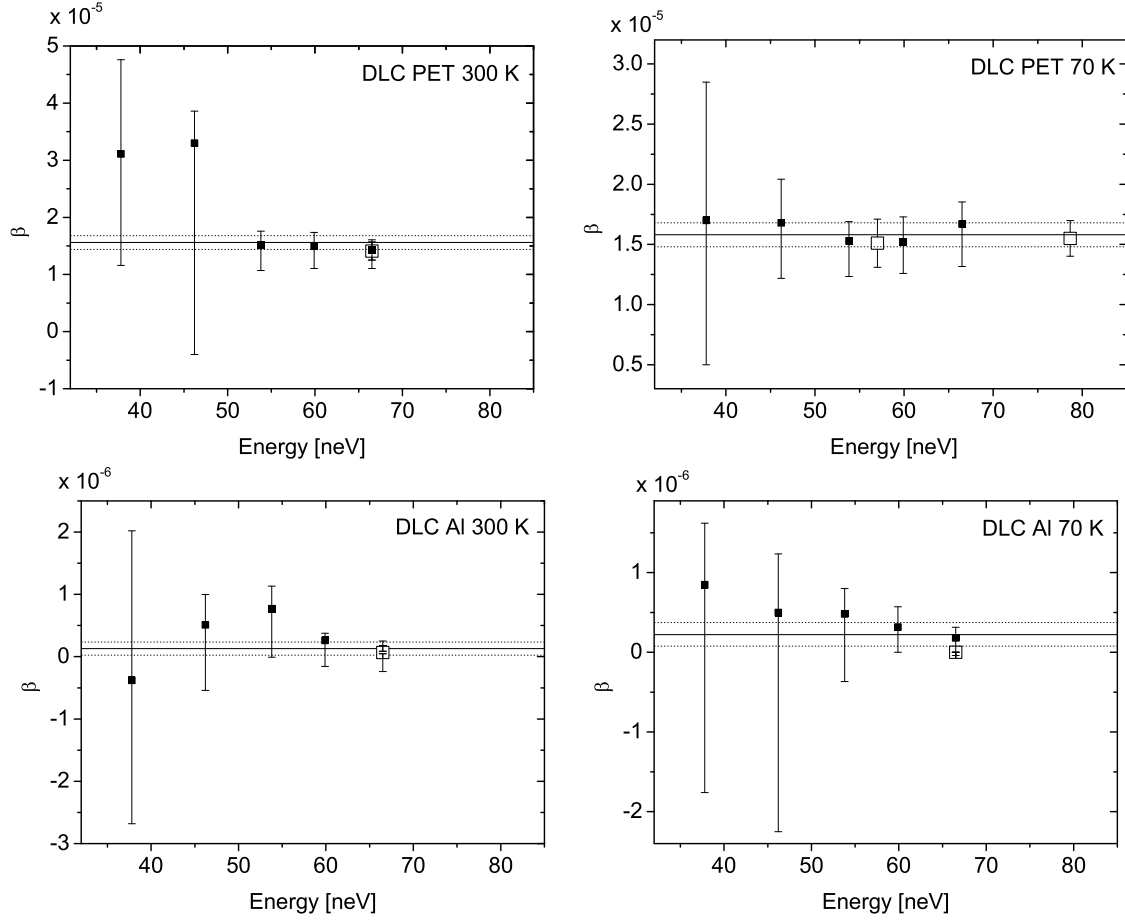 x 10^-5
DLC PET 300 K
5
4
3
2
1
0
-1
β
40 50 60 70 80
Energy [neV]
x 10^-5
DLC PET 70 K
3.0
2.5
2.0
1.5
1.0
0.5
β
40 50 60 70 80
Energy [neV]
x 10^-6
DLC Al 300 K
2
1
0
-1
-2
-3
β
40 50 60 70 80
Energy [neV]
x 10^-6
DLC Al 70 K
1
0
-1
-2
β
40 50 60 70 80
Energy [neV]